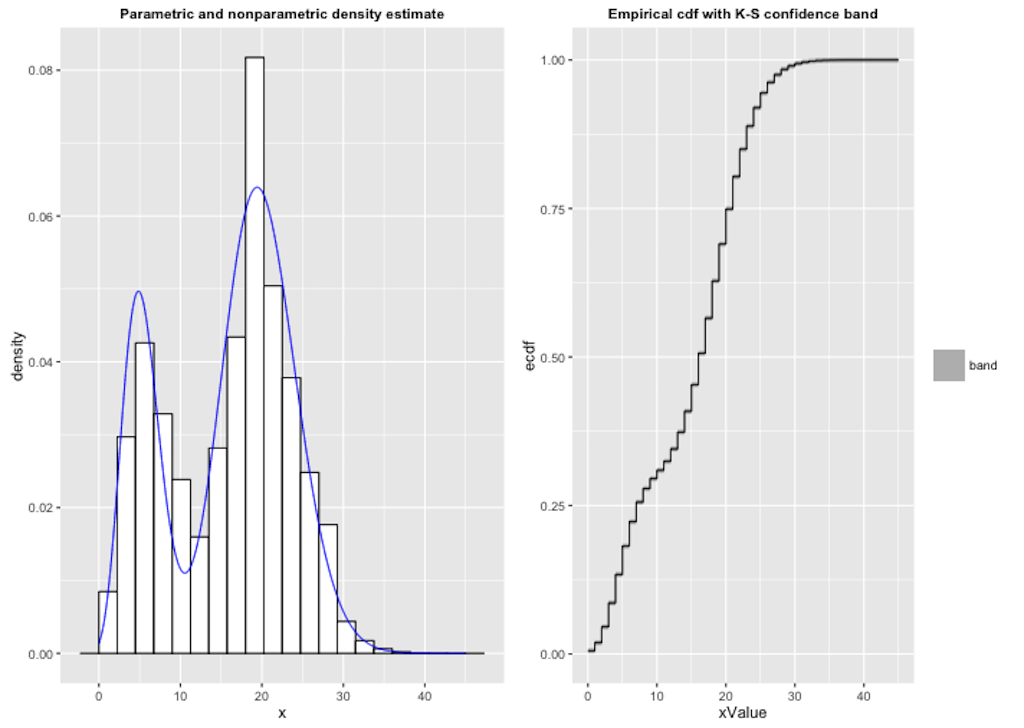 Parametric and nonparametric density estimate
density
0.08
0.06
0.04
0.02
0.00
0 10 20 30 40
x
Empirical cdf with K-S confidence band
ecdf
1.00
0.75
0.50
0.25
0.00
0 10 20 30 40
xValue
band